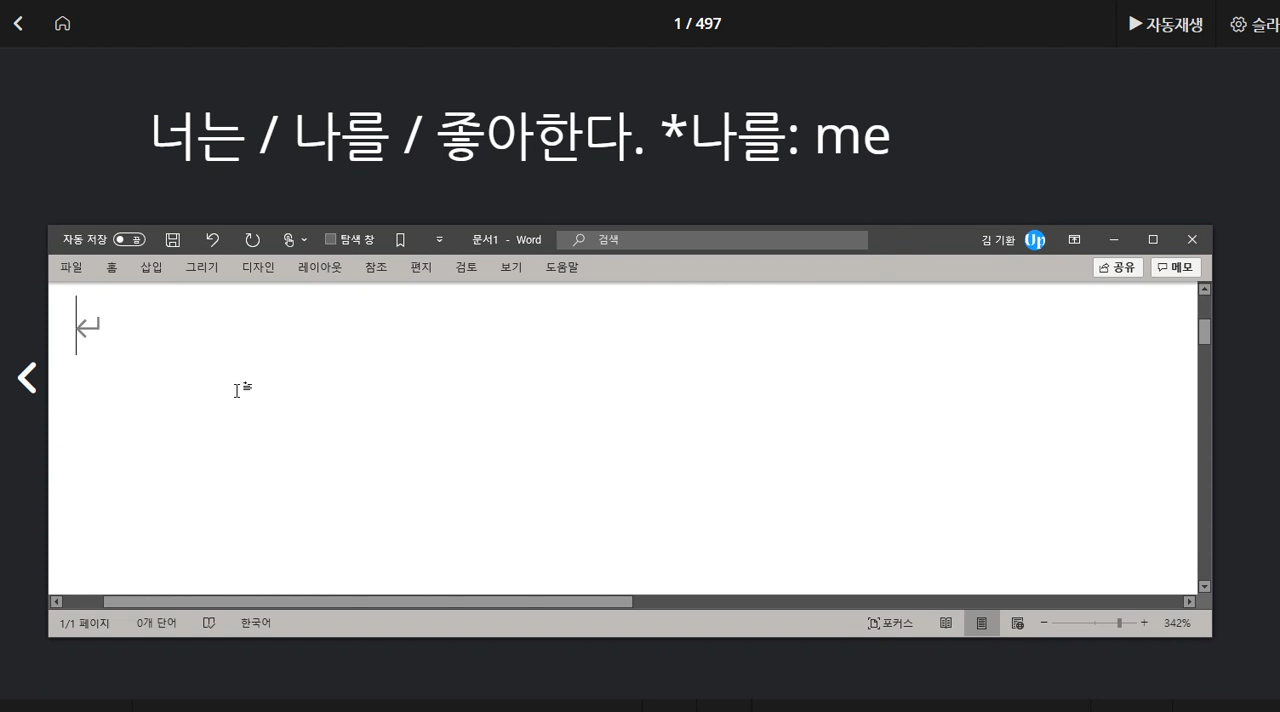 1 / 497
자동재생
슬라
너는 / 나를 / 좋아한다. *나를: me
자동 저장 끔 탐색 창 문서1 - Word 검색 김 기환 Up
파일 홈 삽입 그리기 디자인 레이아웃 참조 편지 검토 보기 도움말 공유 메모
1/1 페이지 0개 단어 한국어 포커스 342%